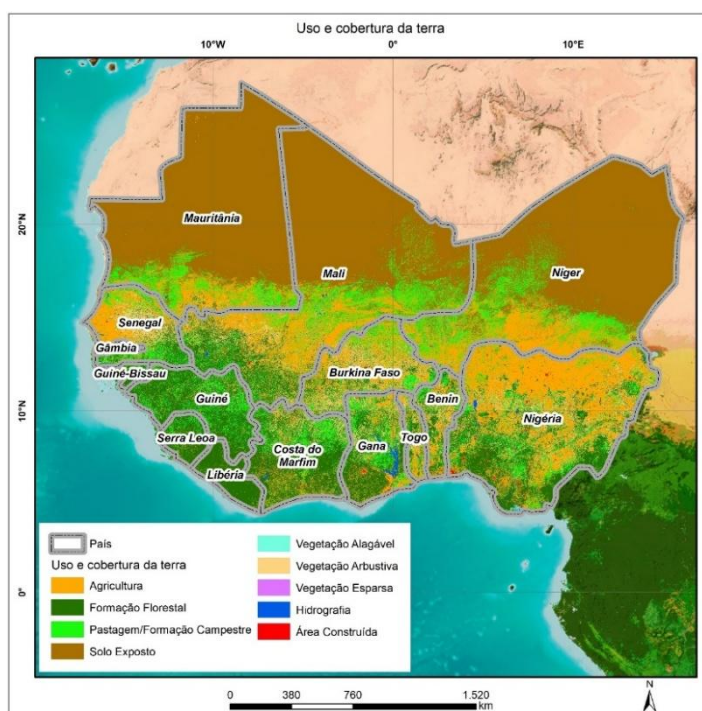 Uso e cobertura da terra
10°W 0° 10°E
20°N
10°N
0°
Mauritânia
Mali
Niger
Senegal
Gâmbia
Guiné-Bissau
Burkina Faso
Guiné
Benin
Nigéria
Serra Leoa
Costa do
Marfim
Gana
Togo
Libéria
País
Uso e cobertura da terra
Agricultura
Formação Florestal
Pastagem/Formação Campestre
Solo Exposto
Vegetação Alagável
Vegetação Arbustiva
Vegetação Esparsa
Hidrografia
Área Construída
0 380 760 1.520
km
N